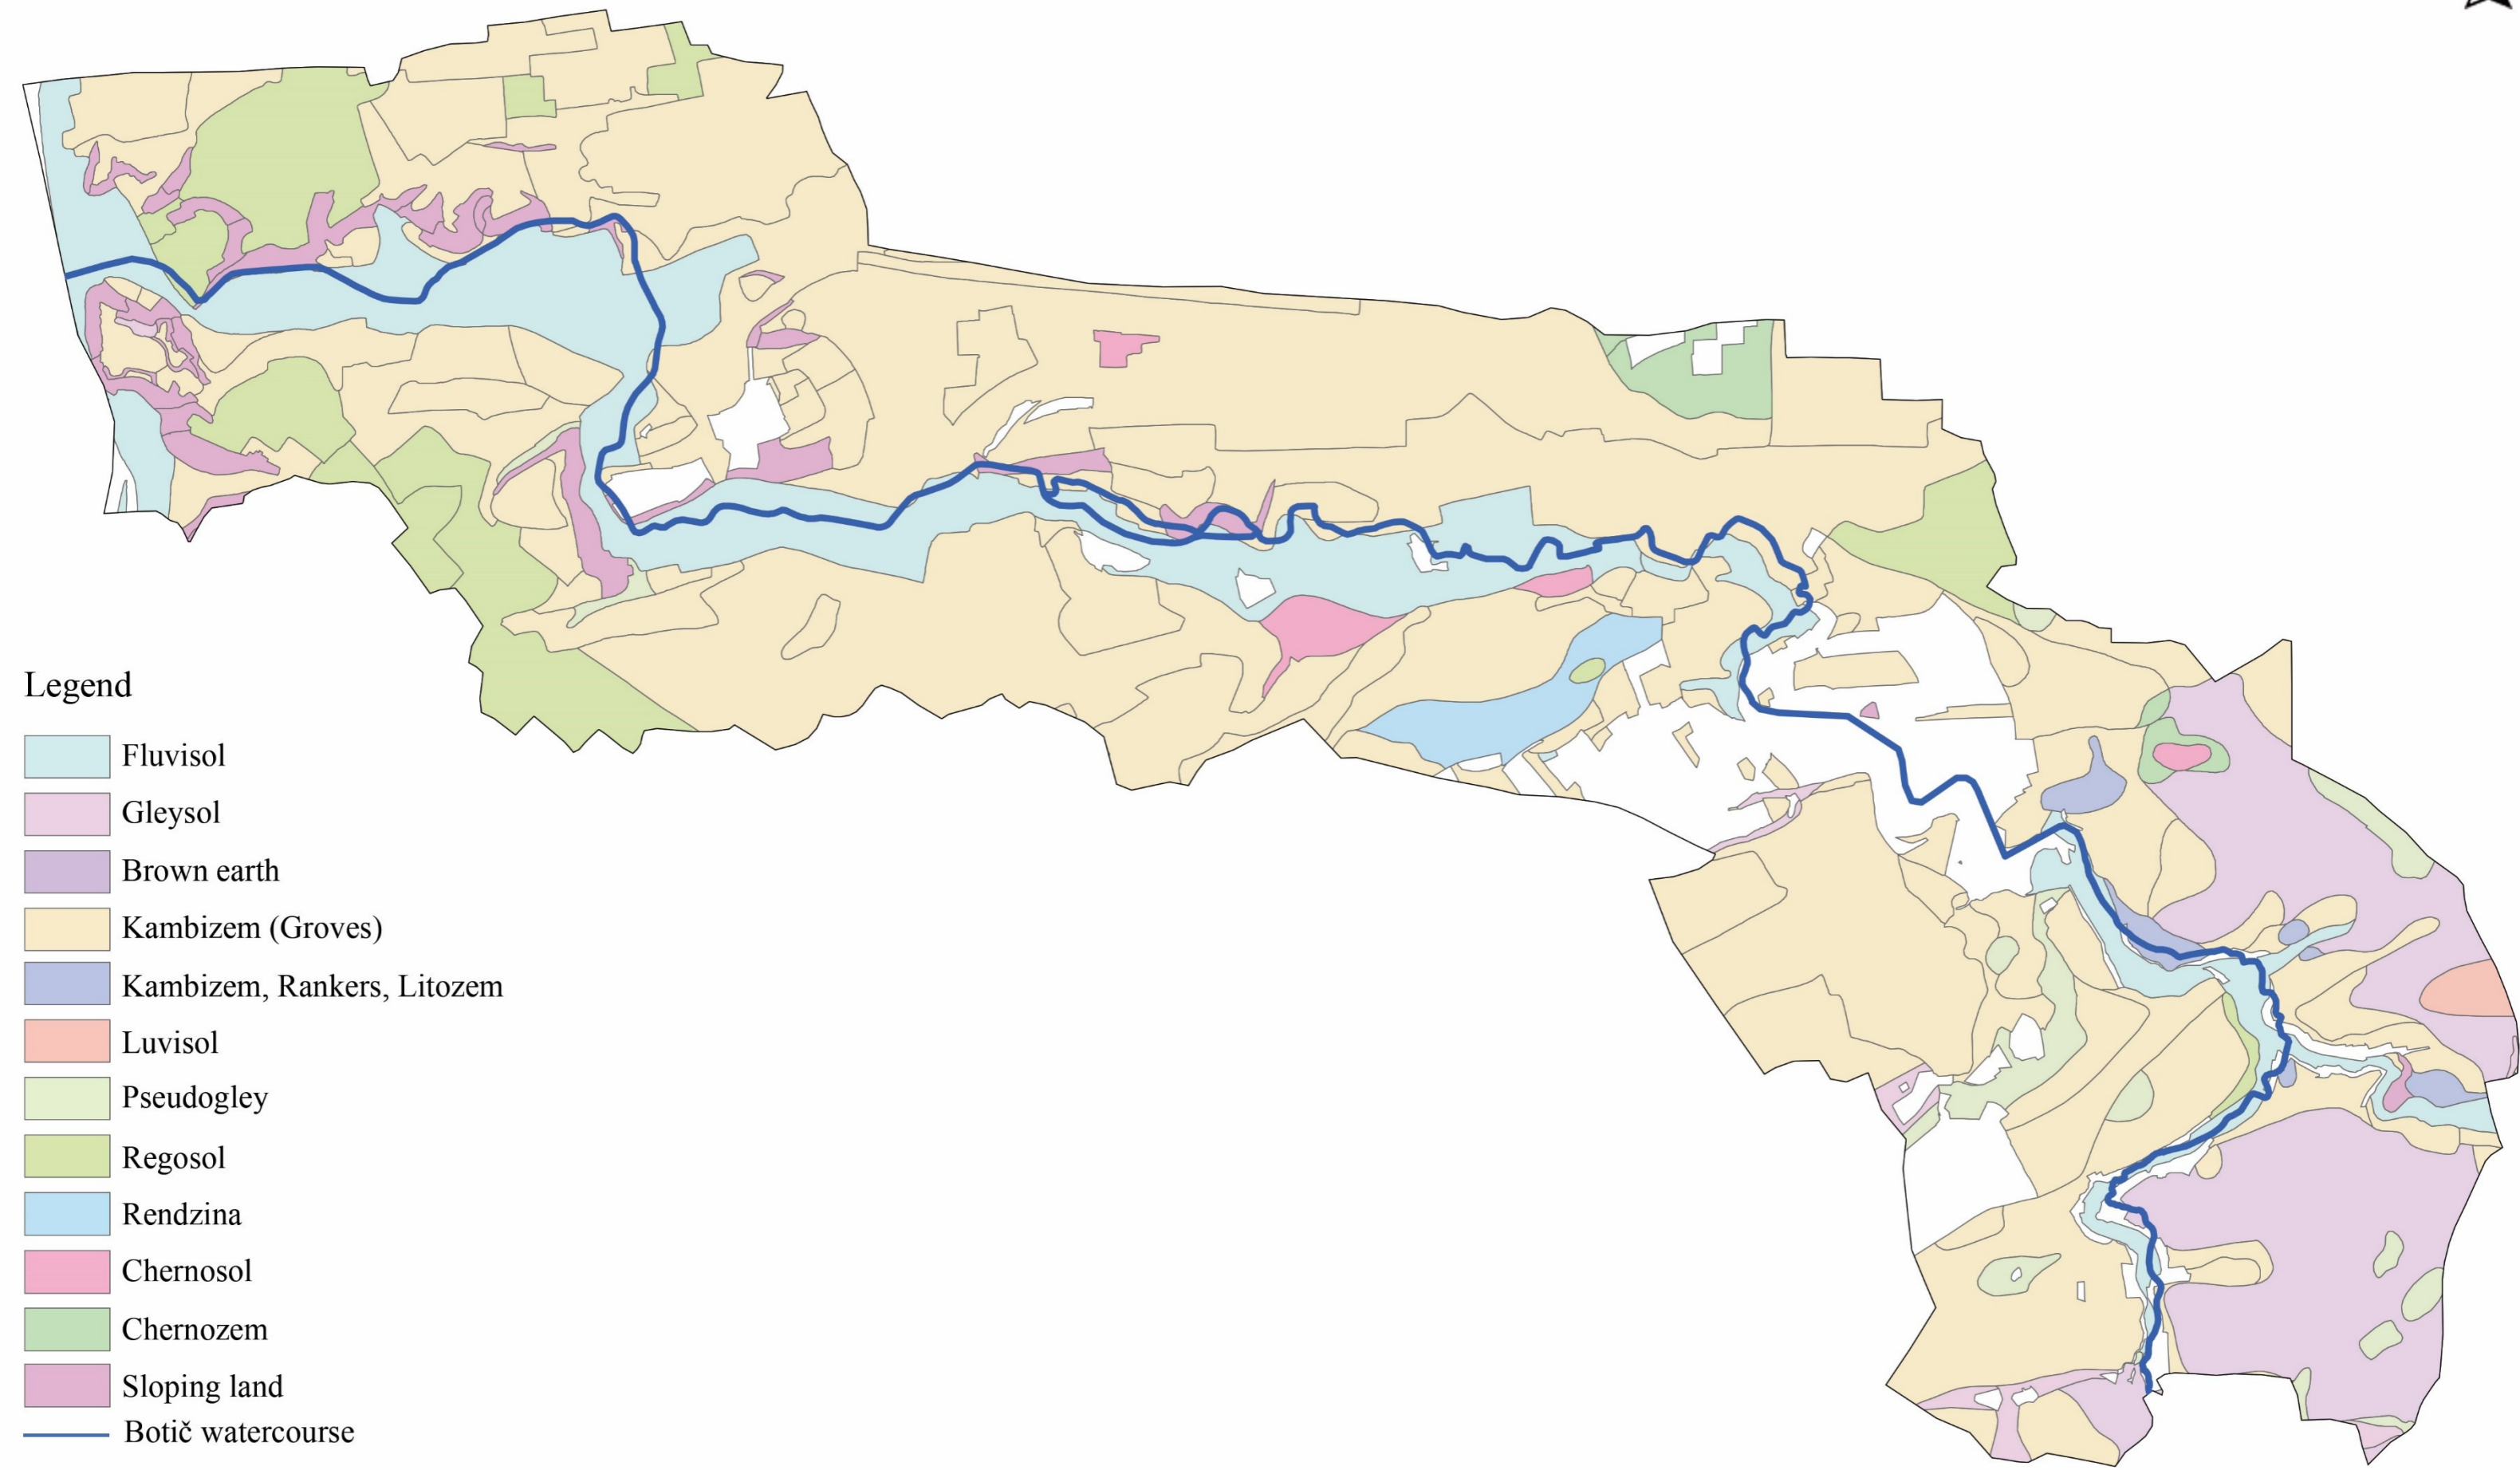 Legend
Fluvisol
Gleysol
Brown earth
Kambizem (Groves)
Kambizem, Rankers, Litozem
Luvisol
Pseudogley
Regosol
Rendzina
Chernosol
Chernozem
Sloping land
Botič watercourse